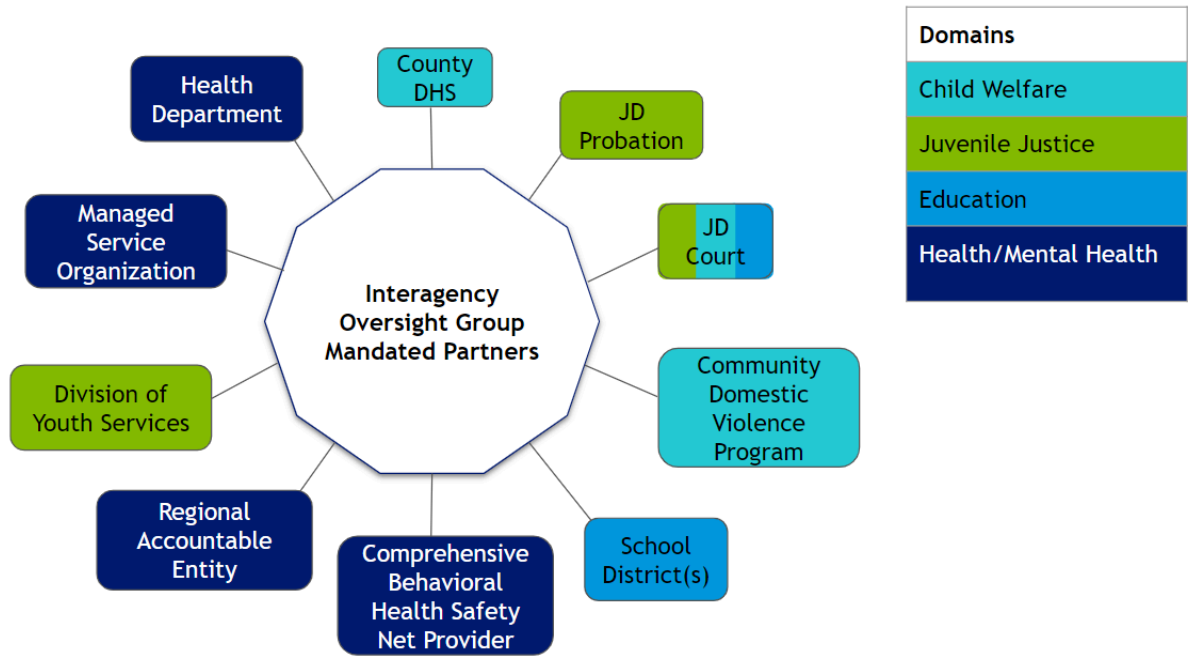 Health
Department
County
DHS
JD
Probation
JD
Court
Managed
Service
Organization
Interagency
Oversight Group
Mandated Partners
Community
Domestic
Violence
Program
Division of
Youth Services
Regional
Accountable
Entity
Comprehensive
Behavioral
Health Safety
Net Provider
School
District(s)
Domains
Child Welfare
Juvenile Justice
Education
Health/Mental Health